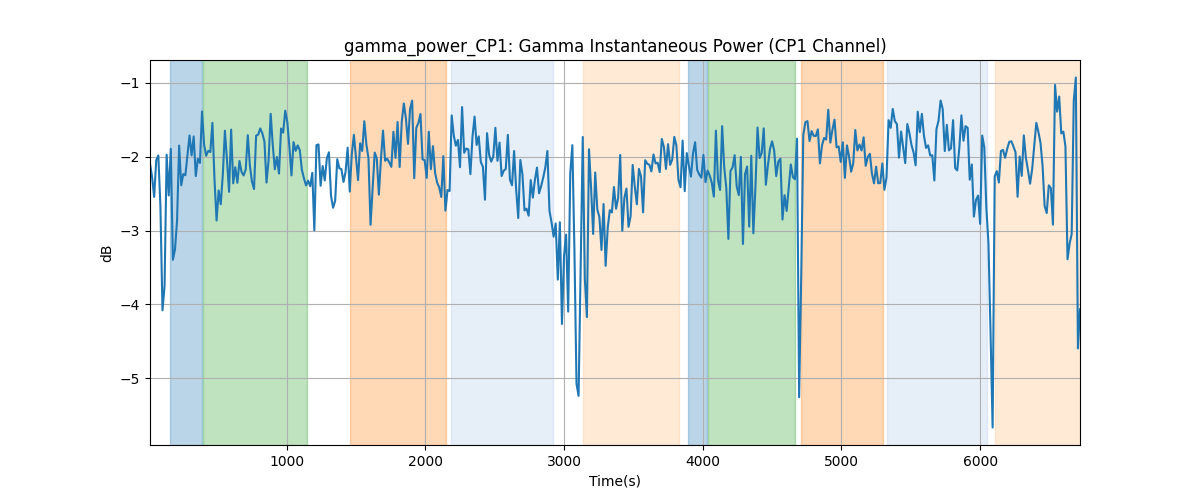 gamma_power_CP1: Gamma Instantaneous Power (CP1 Channel)
−1
−2
−3
−4
−5
dB
1000 2000 3000 4000 5000 6000
Time(s)